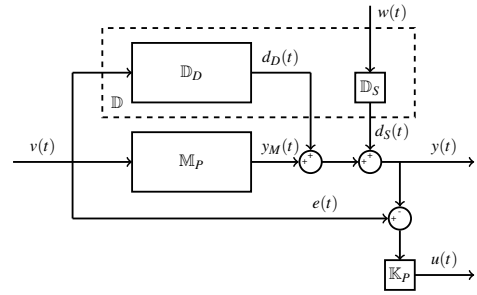 w(t)
𝔻_D
d_D(t)
𝔻_S
𝔻
d_S(t)
v(t)
𝕄_P
y_M(t)
+
+
+
+
y(t)
e(t)
+
-
𝕂_P
u(t)